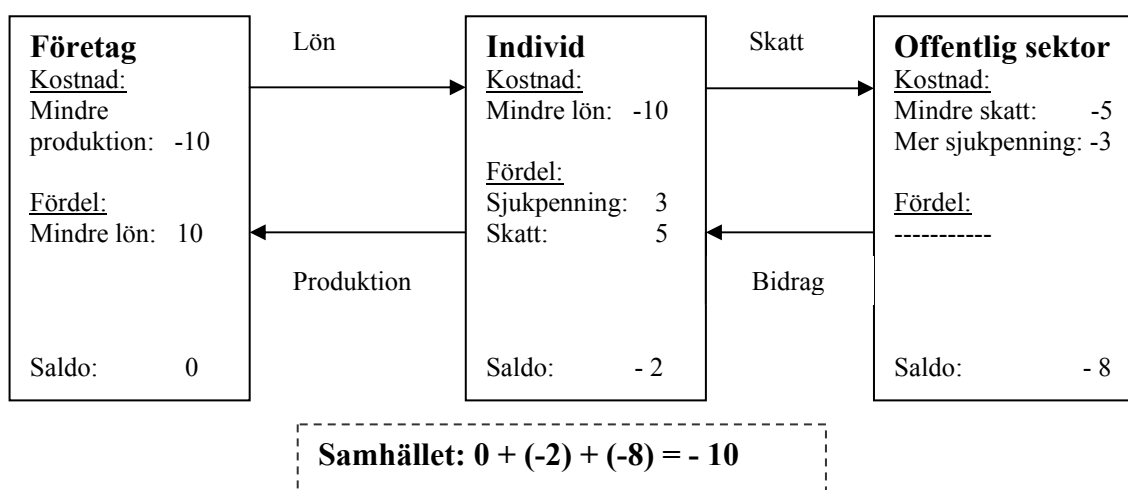 Företag
Kostnad:
Mindre
produktion: -10
Fördel:
Mindre lön: 10
Saldo: 0
Lön
Produktion
Individ
Kostnad:
Mindre lön: -10
Fördel:
Sjukpenning: 3
Skatt: 5
Saldo: - 2
Skatt
Bidrag
Offentlig sektor
Kostnad:
Mindre skatt: -5
Mer sjukpenning: -3
Fördel:
-----------
Saldo: - 8
Samhället: 0 + (-2) + (-8) = - 10